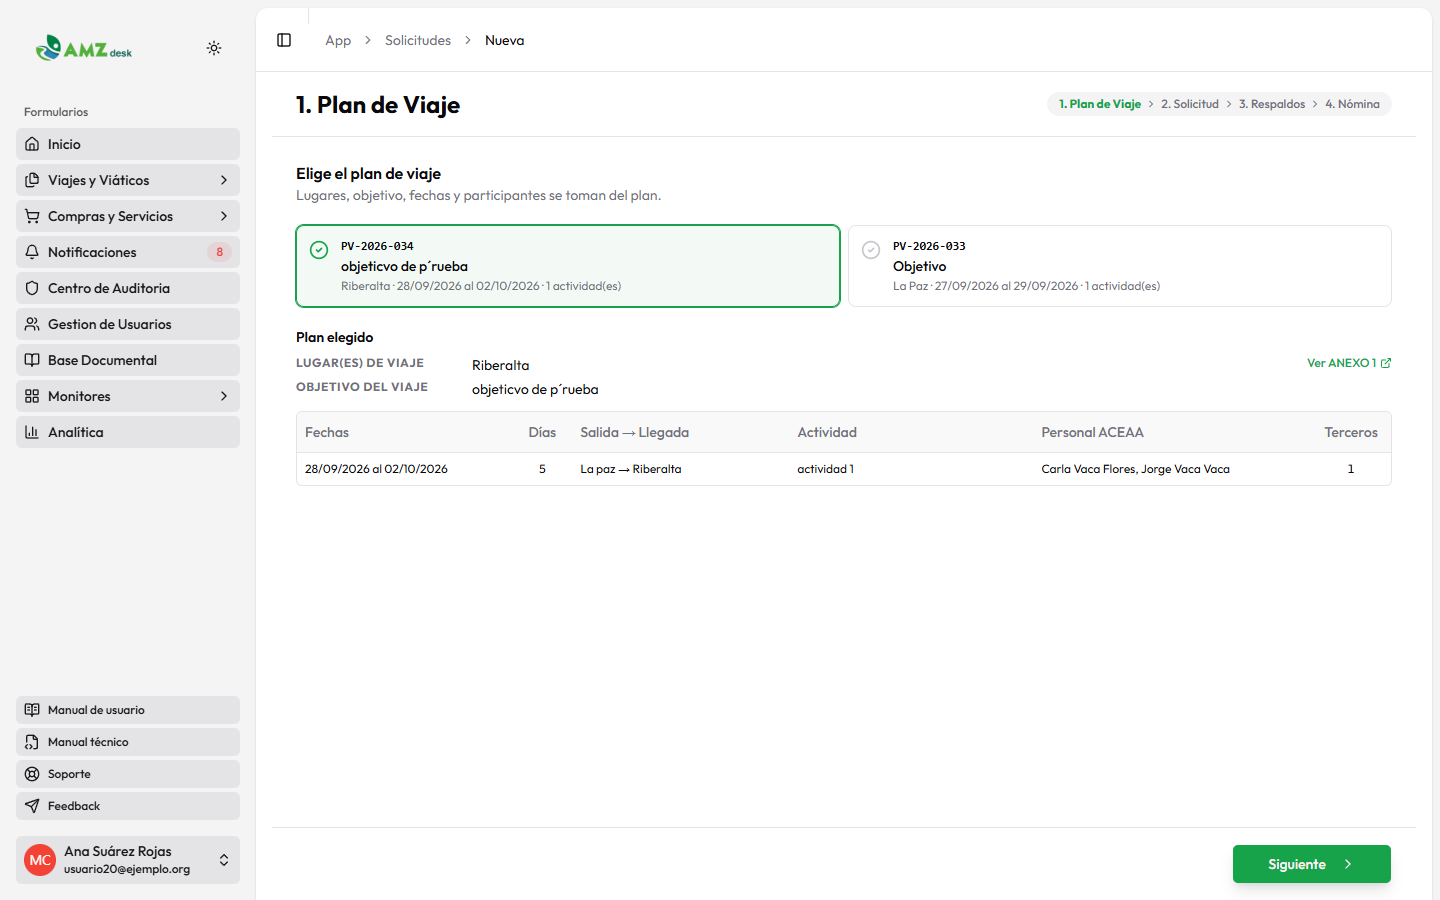 AMZ desk
Formularios
Inicio
Viajes y Viáticos
Compras y Servicios
Notificaciones 8
Centro de Auditoria
Gestion de Usuarios
Base Documental
Monitores
Analítica
Manual de usuario
Manual técnico
Soporte
Feedback
MC Ana Suárez Rojas
usuario20@ejemplo.org
App > Solicitudes > Nueva
1. Plan de Viaje
1. Plan de Viaje > 2. Solicitud > 3. Respaldos > 4. Nómina
Elige el plan de viaje
Lugares, objetivo, fechas y participantes se toman del plan.
PV-2026-034
objeticvo de p´rueba
Riberalta · 28/09/2026 al 02/10/2026 · 1 actividad(es)
PV-2026-033
Objetivo
La Paz · 27/09/2026 al 29/09/2026 · 1 actividad(es)
Plan elegido
LUGAR(ES) DE VIAJE Riberalta
Ver ANEXO 1
OBJETIVO DEL VIAJE objeticvo de p´rueba
Fechas Días Salida → Llegada Actividad Personal ACEAA Terceros
28/09/2026 al 02/10/2026 5 La paz → Riberalta actividad 1 Carla Vaca Flores, Jorge Vaca Vaca 1
Siguiente >